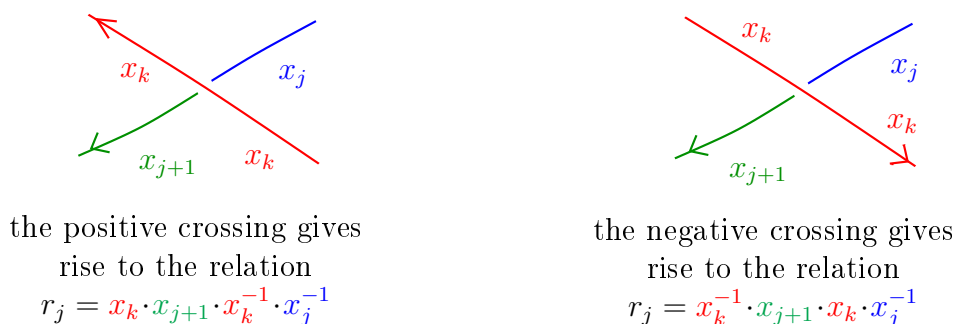 x_k
x_j
x_{j+1}
x_k
the positive crossing gives
rise to the relation
r_j = x_k·x_{j+1}·x_k^{-1}·x_j^{-1}
x_k
x_j
x_k
x_{j+1}
the negative crossing gives
rise to the relation
r_j = x_k^{-1}·x_{j+1}·x_k·x_j^{-1}